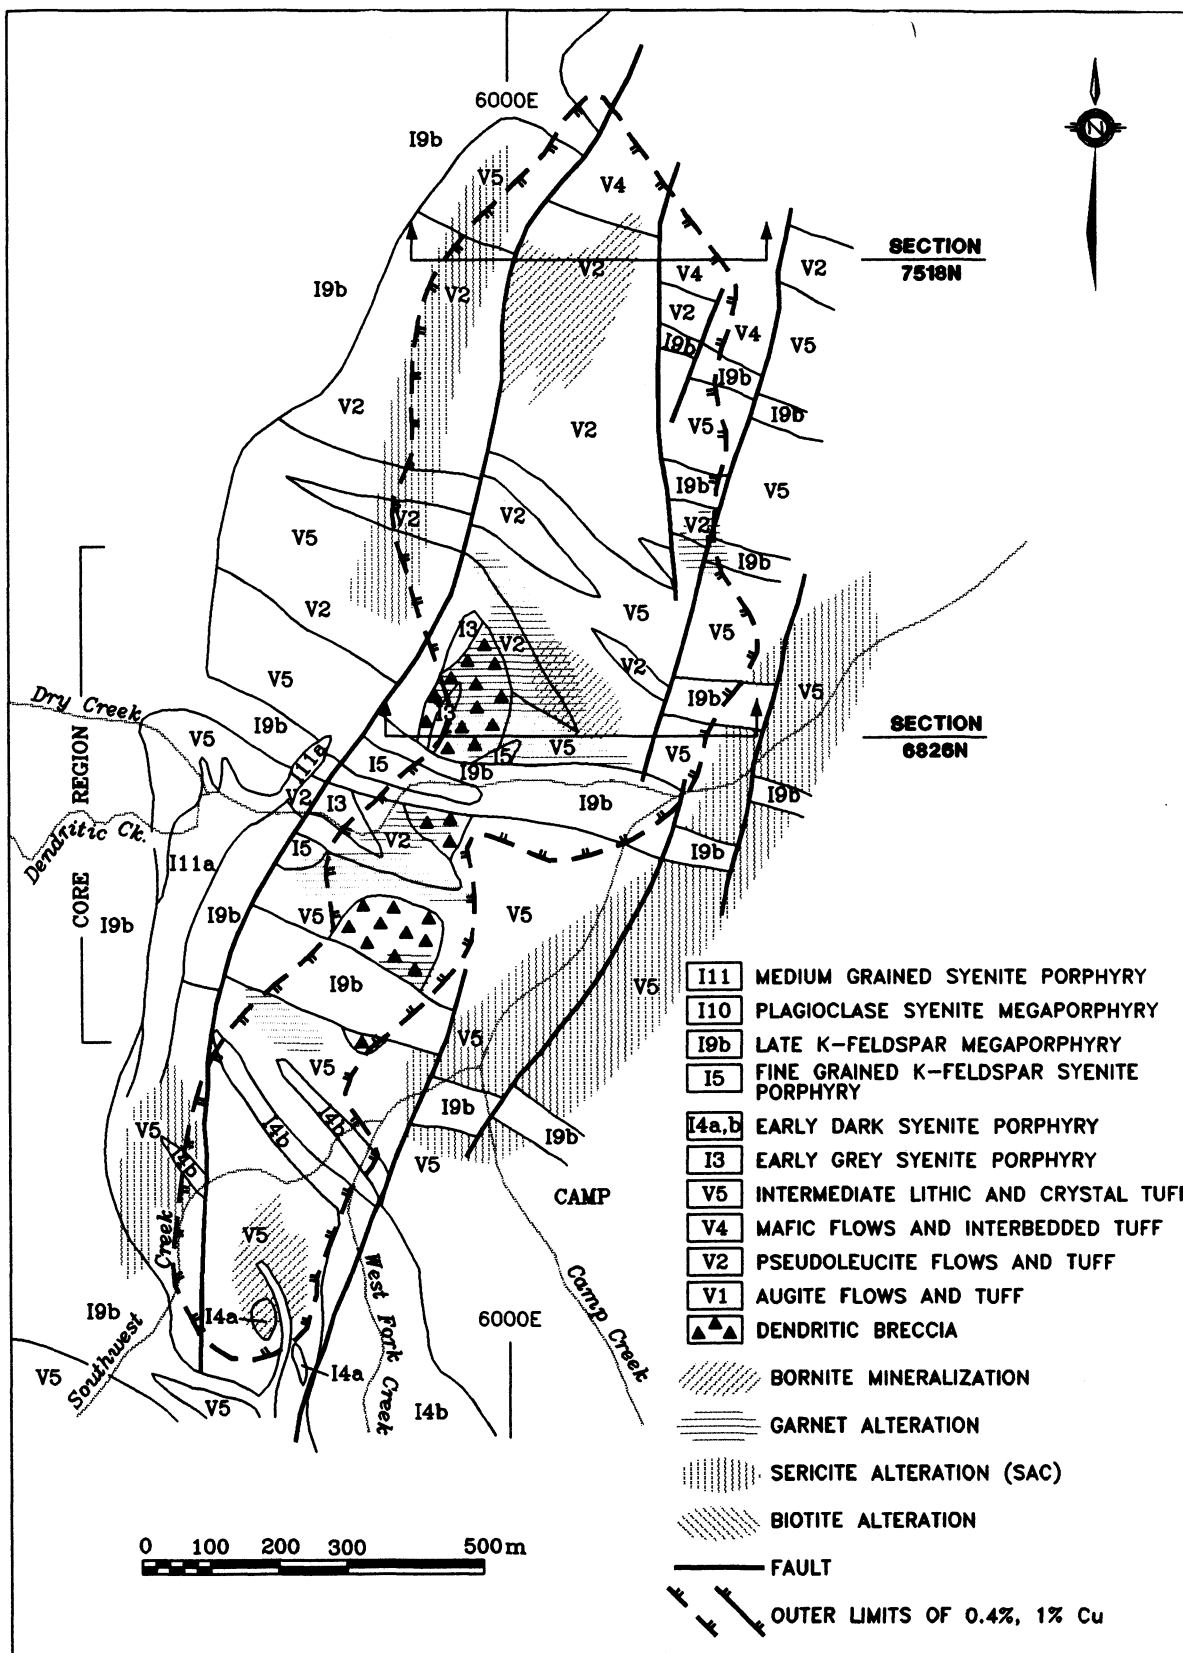 6000E
I9b
V5
V4
SECTION
7518N
V2
V4
V2
I9b
V2
V2
V4
I9b
V5
I9b
V2
V2
V5
I9b
I9b
V5
V2
V2
V2
V5
I9b
V2
I3
V2
V5
V5
V2
V5
I9b
V5
Dry Creek
I9b
I3
SECTION
6826N
V5
I11a
I5
I5
V5
V5
I9b
I9b
V2
I3
I9b
Dendritic Ck.
V2
I5
I9b
I11a
CORE REGION
I9b
I9b
V5
V5
I9b
V5
V5
V5
I9b
I9b
V5
I4b
I4b
V5
I4b
V5
CAMP
Creek
V5
West Fork Creek
Camp Creek
I9b
I4a
6000E
Southwest
V5
I4a
V5
I4b
I11 MEDIUM GRAINED SYENITE PORPHYRY
I10 PLAGIOCLASE SYENITE MEGAPORPHYRY
I9b LATE K-FELDSPAR MEGAPORPHYRY
I5 FINE GRAINED K-FELDSPAR SYENITE
PORPHYRY
I4a,b EARLY DARK SYENITE PORPHYRY
I3 EARLY GREY SYENITE PORPHYRY
V5 INTERMEDIATE LITHIC AND CRYSTAL TUFF
V4 MAFIC FLOWS AND INTERBEDDED TUFF
V2 PSEUDOLEUCITE FLOWS AND TUFF
V1 AUGITE FLOWS AND TUFF
DENDRITIC BRECCIA
BORNITE MINERALIZATION
GARNET ALTERATION
SERICITE ALTERATION (SAC)
BIOTITE ALTERATION
FAULT
OUTER LIMITS OF 0.4%, 1% Cu
0 100 200 300 500m
N